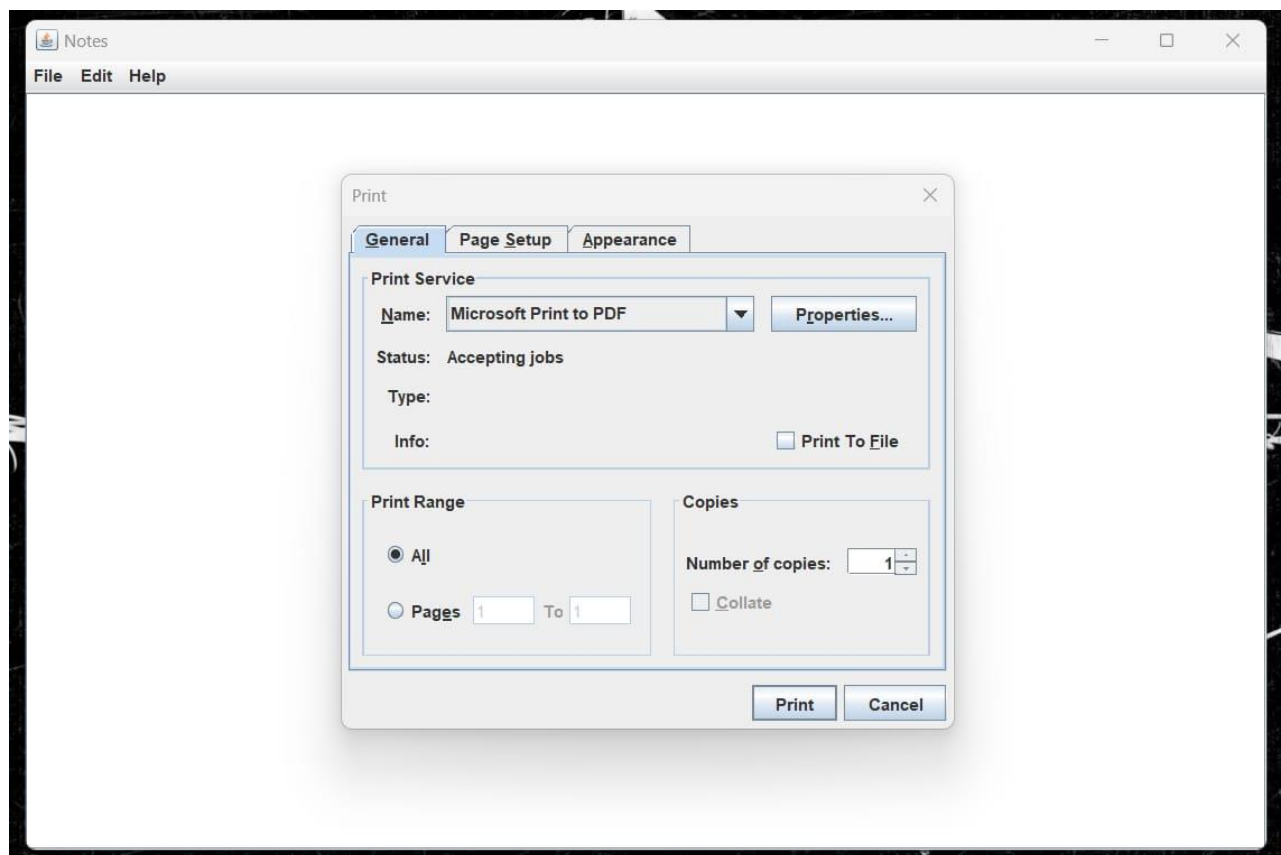 Notes
File Edit Help
Print
General Page Setup Appearance
Print Service
Name: Microsoft Print to PDF Properties...
Status: Accepting jobs
Type:
Info: Print To File
Print Range Copies
All
Number of copies: 1
Pages 1 To 1
Collate
Print Cancel